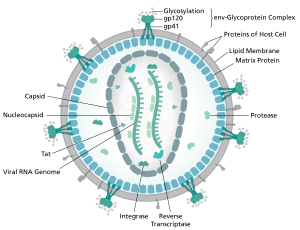 Glycosylation
gp120
gp41
env-Glycoprotein Complex
Proteins of Host Cell
Lipid Membrane
Matrix Protein
Capsid
Nucleocapsid
Protease
Tat
Viral RNA Genome
Integrase
Reverse
Transcriptase